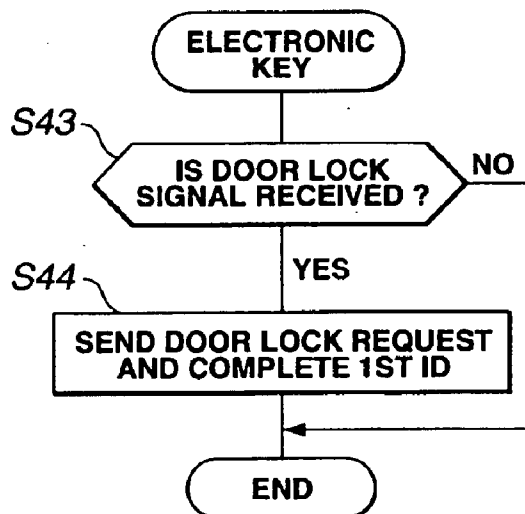 ELECTRONIC
KEY
S43
IS DOOR LOCK
SIGNAL RECEIVED ?
NO
YES
S44
SEND DOOR LOCK REQUEST
AND COMPLETE 1ST ID
END